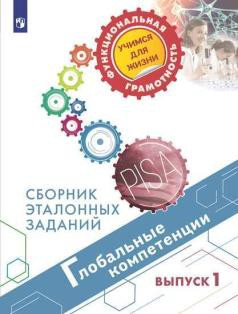 ФУНКЦИОНАЛЬНАЯ
УЧИМСЯ ДЛЯ
ЖИЗНИ
ГРАМОТНОСТЬ
PISA
СБОРНИК
ЭТАЛОННЫХ
ЗАДАНИЙ
Глобальные
компетенции
ВЫПУСК 1